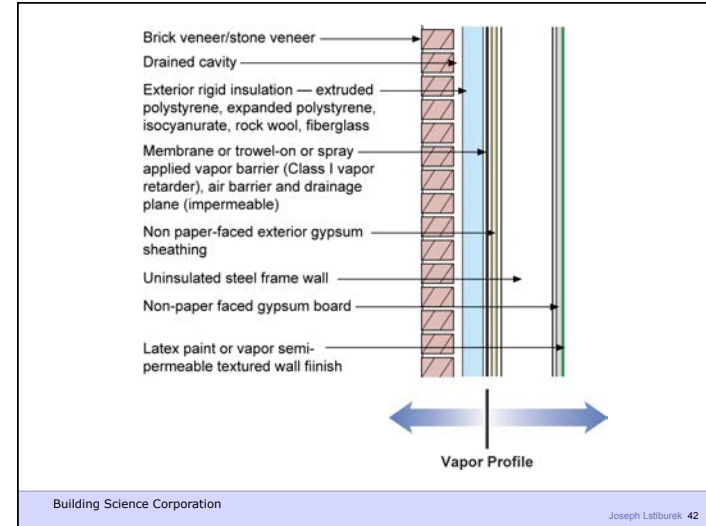 Brick veneer/stone veneer
Drained cavity
Exterior rigid insulation — extruded
polystyrene, expanded polystyrene,
isocyanurate, rock wool, fiberglass
Membrane or trowel-on or spray
applied vapor barrier (Class I vapor
retarder), air barrier and drainage
plane (impermeable)
Non paper-faced exterior gypsum
sheathing
Uninsulated steel frame wall
Non-paper faced gypsum board
Latex paint or vapor semi-
permeable textured wall fiinish
Vapor Profile
Building Science Corporation
Joseph Lstiburek 42